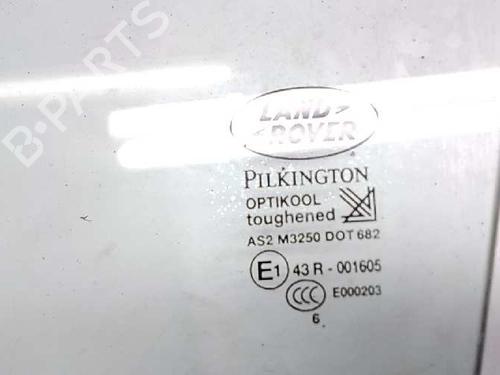 B-PARTS
LAND
ROVER
PILKINGTON
OPTIKOOL
toughened
AS2 M3250 DOT 682
E1 43 R - 001605
CCC E000203
6